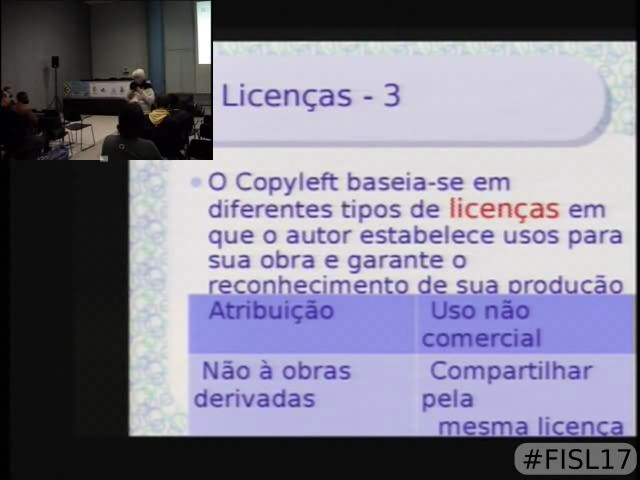 Licenças - 3
O Copyleft baseia-se em
diferentes tipos de licenças em
que o autor estabelece usos para
sua obra e garante o
reconhecimento de sua produção
Atribuição
Uso não
comercial
Não à obras
derivadas
Compartilhar
pela
mesma licença
#FISL17